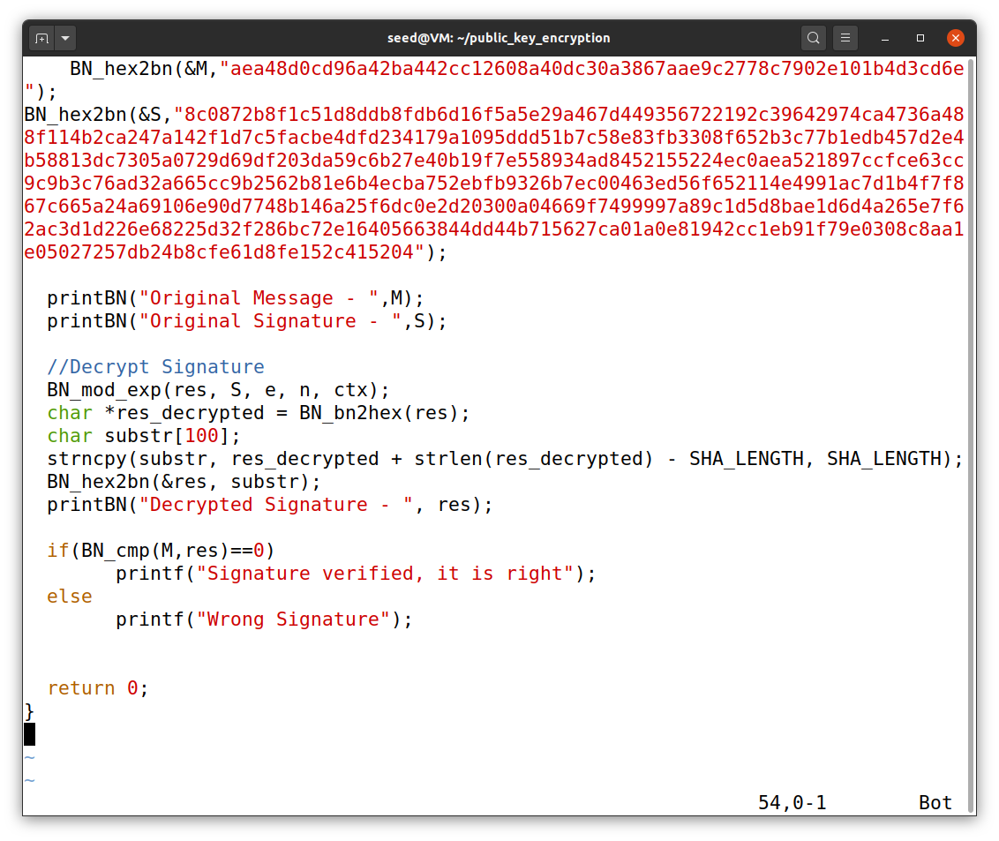 seed@VM: ~/public_key_encryption
    BN_hex2bn(&M,"aea48d0cd96a42ba442cc12608a40dc30a3867aae9c2778c7902e101b4d3cd6e
");
BN_hex2bn(&S,"8c0872b8f1c51d8ddb8fdb6d16f5a5e29a467d449356722192c39642974ca4736a48
8f114b2ca247a142f1d7c5facbe4dfd234179a1095ddd51b7c58e83fb3308f652b3c77b1edb457d2e4
b58813dc7305a0729d69df203da59c6b27e40b19f7e558934ad8452155224ec0aea521897ccfce63cc
9c9b3c76ad32a665cc9b2562b81e6b4ecba752ebfb9326b7ec00463ed56f652114e4991ac7d1b4f7f8
67c665a24a69106e90d7748b146a25f6dc0e2d20300a04669f7499997a89c1d5d8bae1d6d4a265e7f6
2ac3d1d226e68225d32f286bc72e16405663844dd44b715627ca01a0e81942cc1eb91f79e0308c8aa1
e05027257db24b8cfe61d8fe152c415204");
  printBN("Original Message - ",M);
  printBN("Original Signature - ",S);
  //Decrypt Signature
  BN_mod_exp(res, S, e, n, ctx);
  char *res_decrypted = BN_bn2hex(res);
  char substr[100];
  strncpy(substr, res_decrypted + strlen(res_decrypted) - SHA_LENGTH, SHA_LENGTH);
  BN_hex2bn(&res, substr);
  printBN("Decrypted Signature - ", res);
  if(BN_cmp(M,res)==0)
        printf("Signature verified, it is right");
  else
        printf("Wrong Signature");
  return 0;
}
~
~
54,0-1        Bot